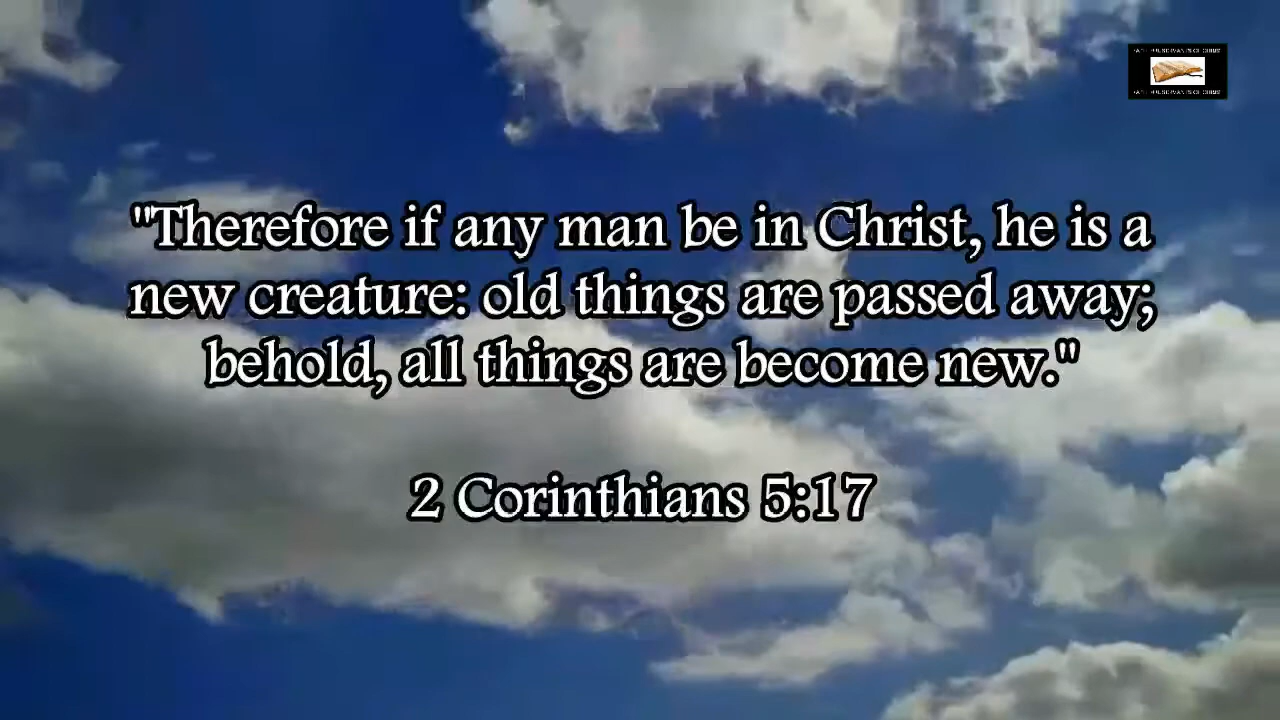 "Therefore if any man be in Christ, he is a
new creature: old things are passed away;
behold, all things are become new."
2 Corinthians 5:17